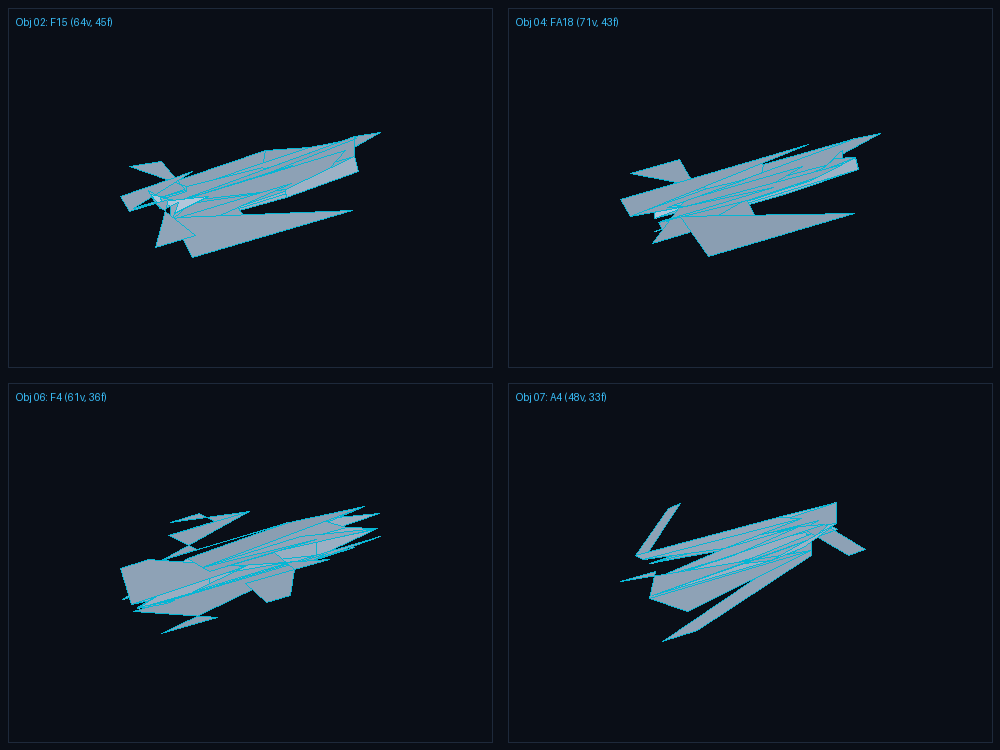 Obj 02: F15 (64v, 45f)
Obj 04: FA18 (71v, 43f)
Obj 06: F4 (61v, 36f)
Obj 07: A4 (48v, 33f)